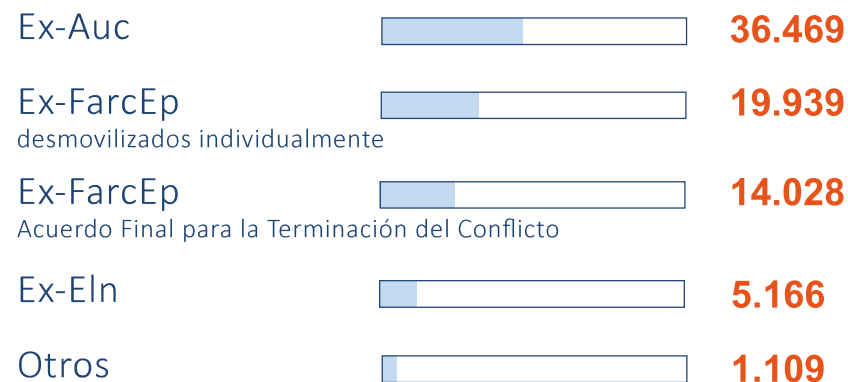 Ex-Auc 36.469
Ex-FarcEp 19.939
desmovilizados individualmente
Ex-FarcEp 14.028
Acuerdo Final para la Terminación del Conflicto
Ex-Eln 5.166
Otros 1.109